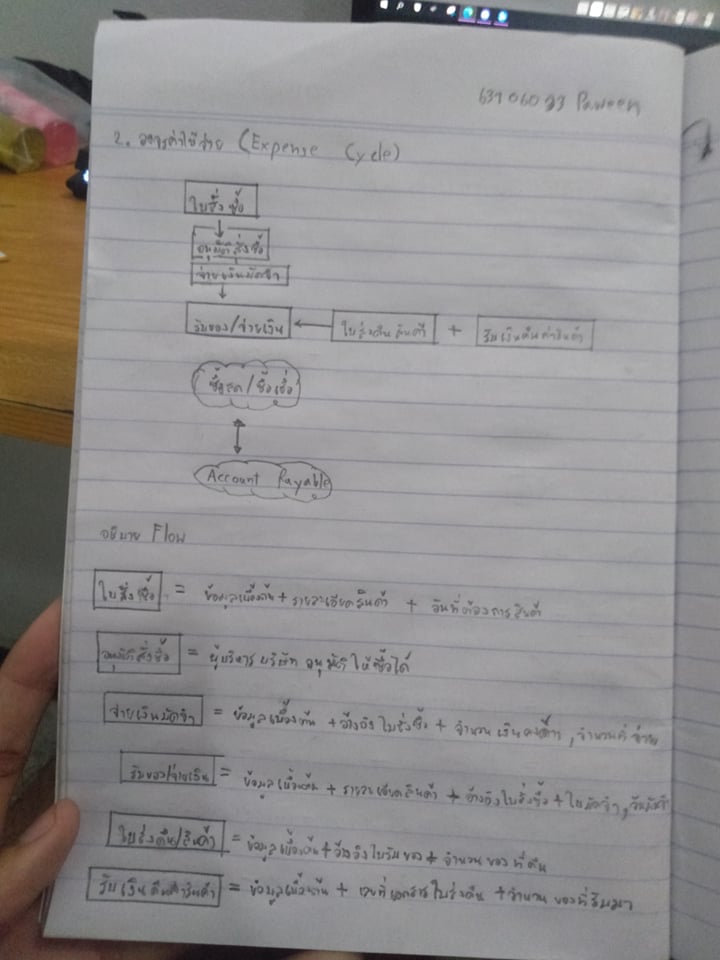 63106093 Paween
2. วงจรค่าใช้จ่าย (Expense Cycle)
ใบสั่งซื้อ
อนุมัติสั่งซื้อ
จ่ายเงินมัดจำ
รับของ/จ่ายเงิน ใบส่งคืนสินค้า + รับเงินคืนค่าสินค้า
ซื้อสด / ซื้อเชื่อ
Account Payable
อธิบาย Flow
ใบสั่งซื้อ = ข้อมูลเบื้องต้น + รายละเอียดสินค้า + วันที่ต้องการสินค้า
อนุมัติสั่งซื้อ = ผู้บริหารบริษัท อนุมัติให้ซื้อได้
จ่ายเงินมัดจำ = ข้อมูลเบื้องต้น + อ้างอิงใบสั่งซื้อ + จำนวนเงิน, จำนวนที่จ่าย
รับของ/จ่ายเงิน = ข้อมูลเบื้องต้น + รายละเอียดสินค้า + อ้างอิงใบสั่งซื้อ + ใบมัดจำ,
ใบส่งคืนสินค้า = ข้อมูลเบื้องต้น + อ้างอิงใบรับของ + จำนวนของที่คืน
รับเงินคืนค่าสินค้า = ข้อมูลเบื้องต้น + เลขที่เอกสารใบส่งคืน + จำนวนของที่รับมา